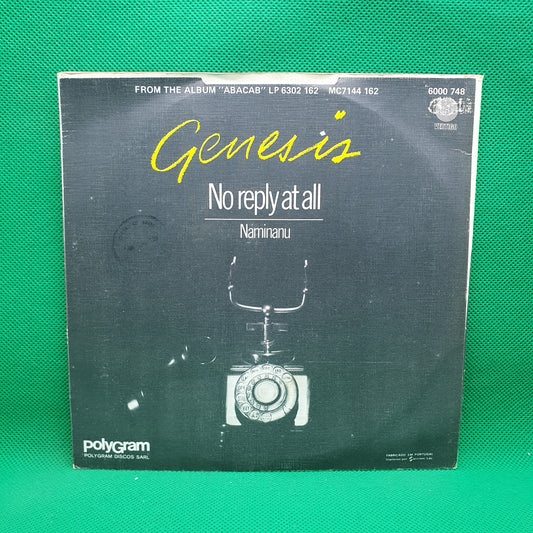 FROM THE ALBUM "ABACAB" LP 6302 162 MC7144 162 6000 748
VERTIGO
Genesis
No reply at all
Naminanu
polyGram
POLYGRAM DISCOS SARL
FABRICADO EM PORTUGAL